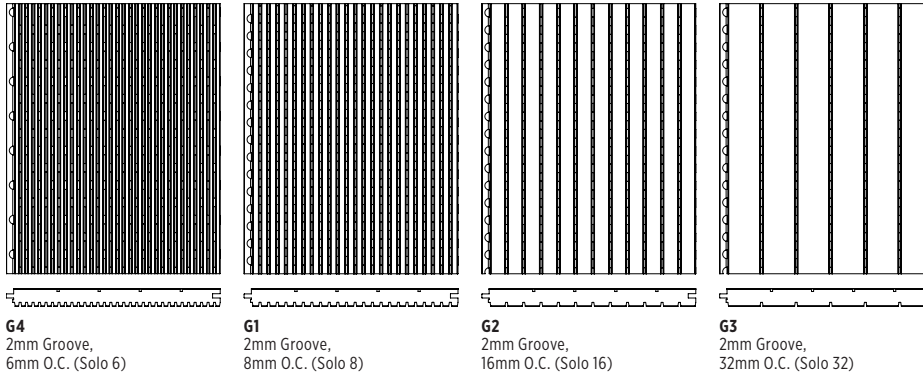 G4
2mm Groove,
6mm O.C. (Solo 6)
G1
2mm Groove,
8mm O.C. (Solo 8)
G2
2mm Groove,
16mm O.C. (Solo 16)
G3
2mm Groove,
32mm O.C. (Solo 32)